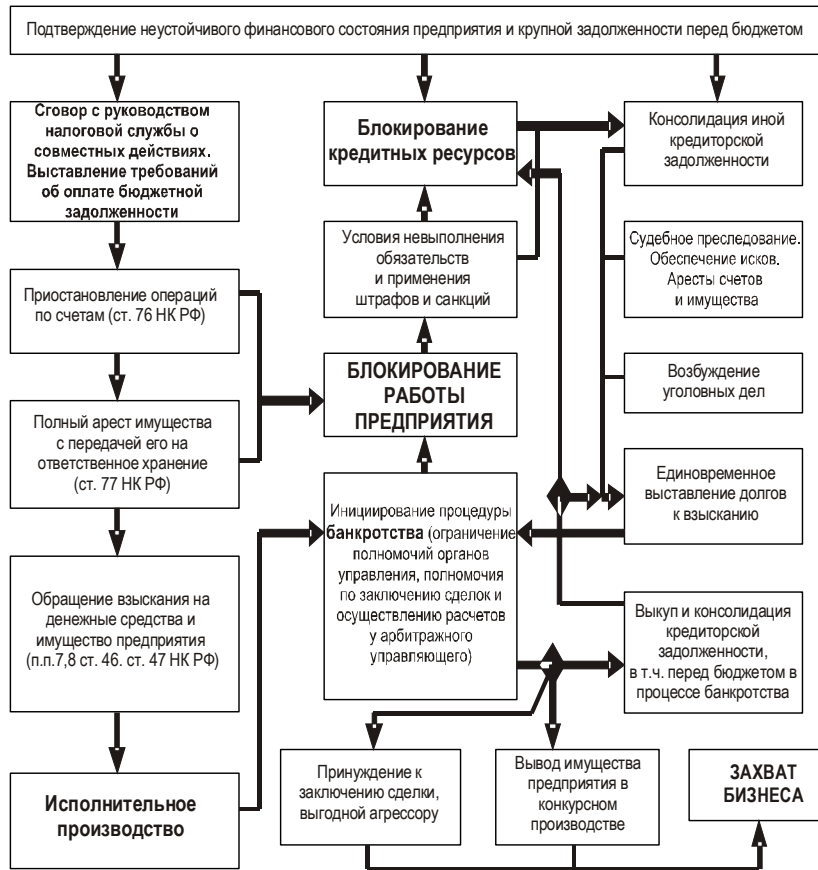 Подтверждение неустойчивого финансового состояния предприятия и крупной задолженности перед бюджетом
Сговор с руководством
налоговой службы о
совместных действиях.
Выставление требований
об оплате бюджетной
задолженности
Блокирование
кредитных ресурсов
Консолидация иной
кредиторской
задолженности
Условия невыполнения
обязательств
и применения
штрафов и санкций
Судебное преследование.
Обеспечение исков.
Аресты счетов
и имущества
Приостановление операций
по счетам (ст. 76 НК РФ)
БЛОКИРОВАНИЕ
РАБОТЫ
ПРЕДПРИЯТИЯ
Возбуждение
уголовных дел
Полный арест имущества
с передачей его на
ответственное хранение
(ст. 77 НК РФ)
Инициирование процедуры
банкротства (ограничение
полномочий органов
управления, полномочия
по заключению сделок и
осуществлению расчетов
у арбитражного
управляющего)
Единовременное
выставление долгов
к взысканию
Обращение взыскания на
денежные средства и
имущество предприятия
(п.п.7,8 ст. 46. ст. 47 НК РФ)
Выкуп и консолидация
кредиторской
задолженности,
в т.ч. перед бюджетом в
процессе банкротства
Исполнительное
производство
Принуждение к
заключению сделки,
выгодной агрессору
Вывод имущества
предприятия в
конкурсном
производстве
ЗАХВАТ
БИЗНЕСА